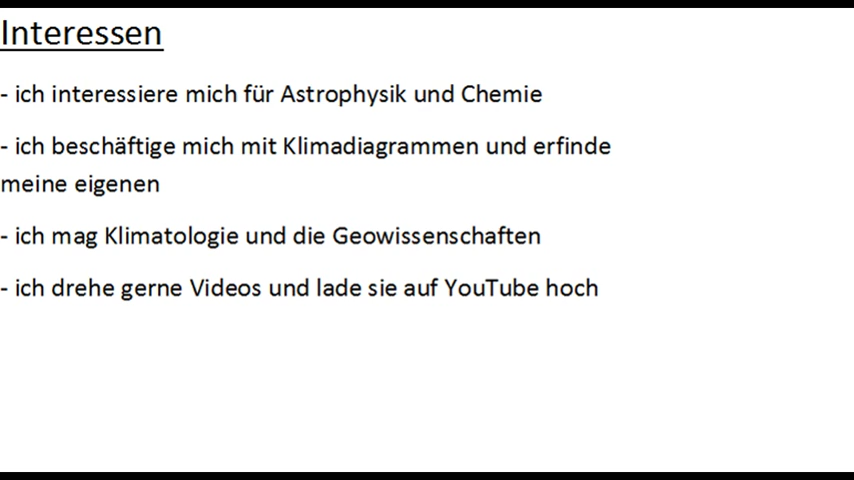 Interessen
- ich interessiere mich für Astrophysik und Chemie
- ich beschäftige mich mit Klimadiagrammen und erfinde
meine eigenen
- ich mag Klimatologie und die Geowissenschaften
- ich drehe gerne Videos und lade sie auf YouTube hoch